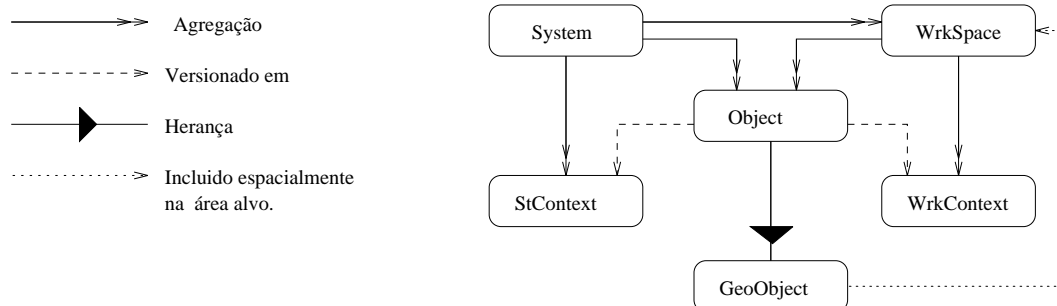 Agregação
Versionado em
Herança
Incluido espacialmente
na área alvo.
System
WrkSpace
Object
StContext
WrkContext
GeoObject